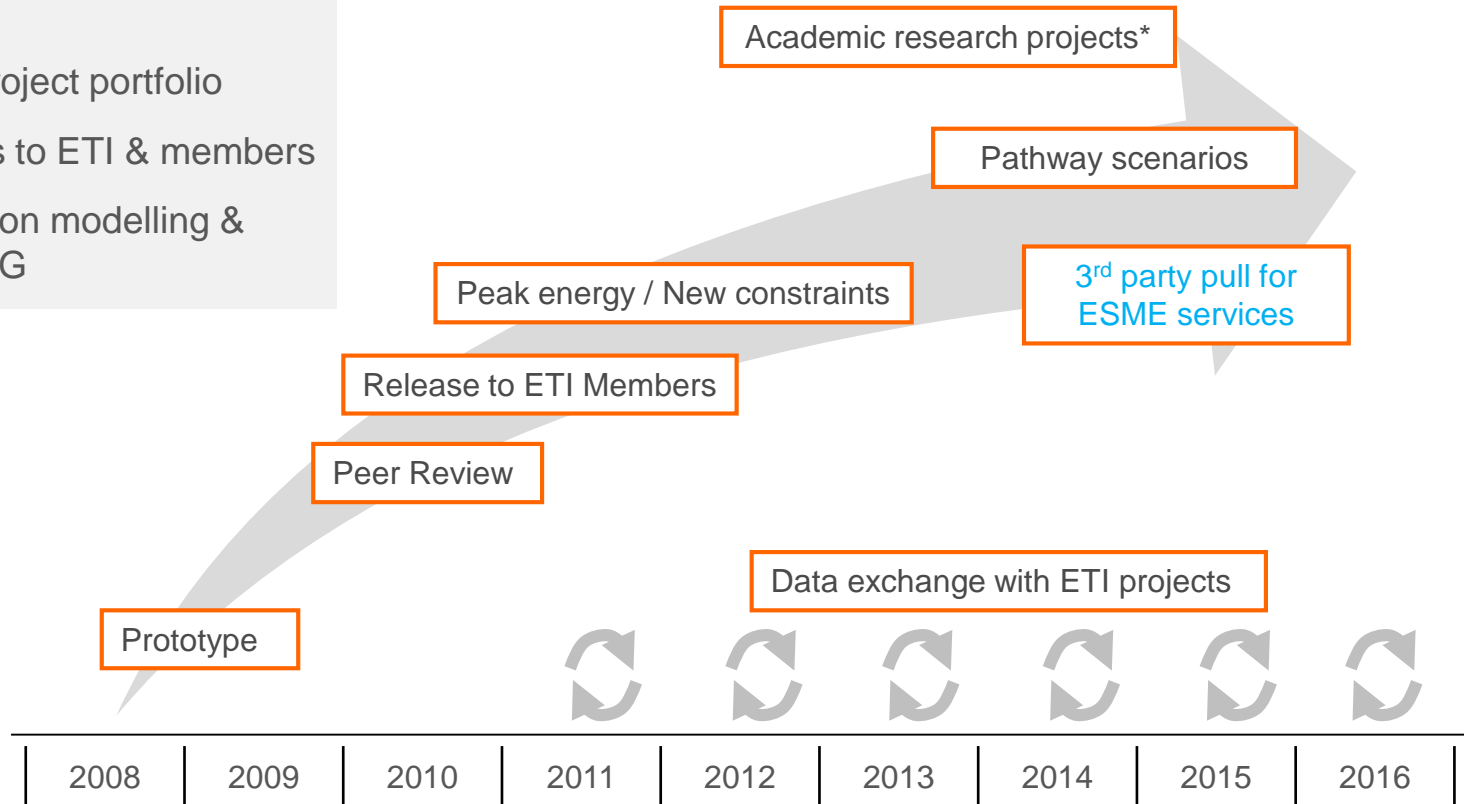 roject portfolio
s to ETI & members
on modelling &
G
Academic research projects*
Pathway scenarios
Peak energy / New constraints
3rd party pull for
ESME services
Release to ETI Members
Peer Review
Data exchange with ETI projects
Prototype
2008 2009 2010 2011 2012 2013 2014 2015 2016